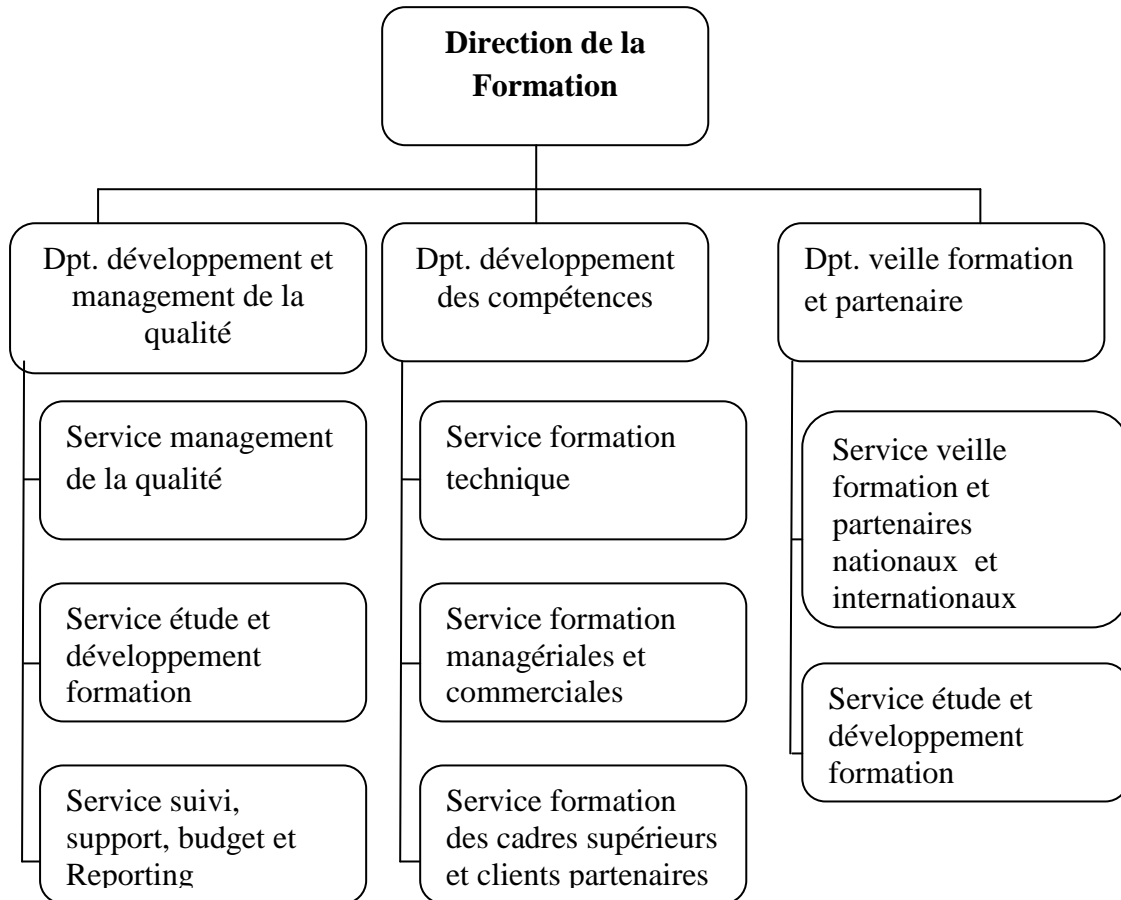 Direction de la
Formation
Dpt. développement et
management de la
qualité
Dpt. développement
des compétences
Dpt. veille formation
et partenaire
Service management
de la qualité
Service formation
technique
Service veille
formation et
partenaires
nationaux et
internationaux
Service étude et
développement
formation
Service formation
managériales et
commerciales
Service étude et
développement
formation
Service suivi,
support, budget et
Reporting
Service formation
des cadres supérieurs
et clients partenaires